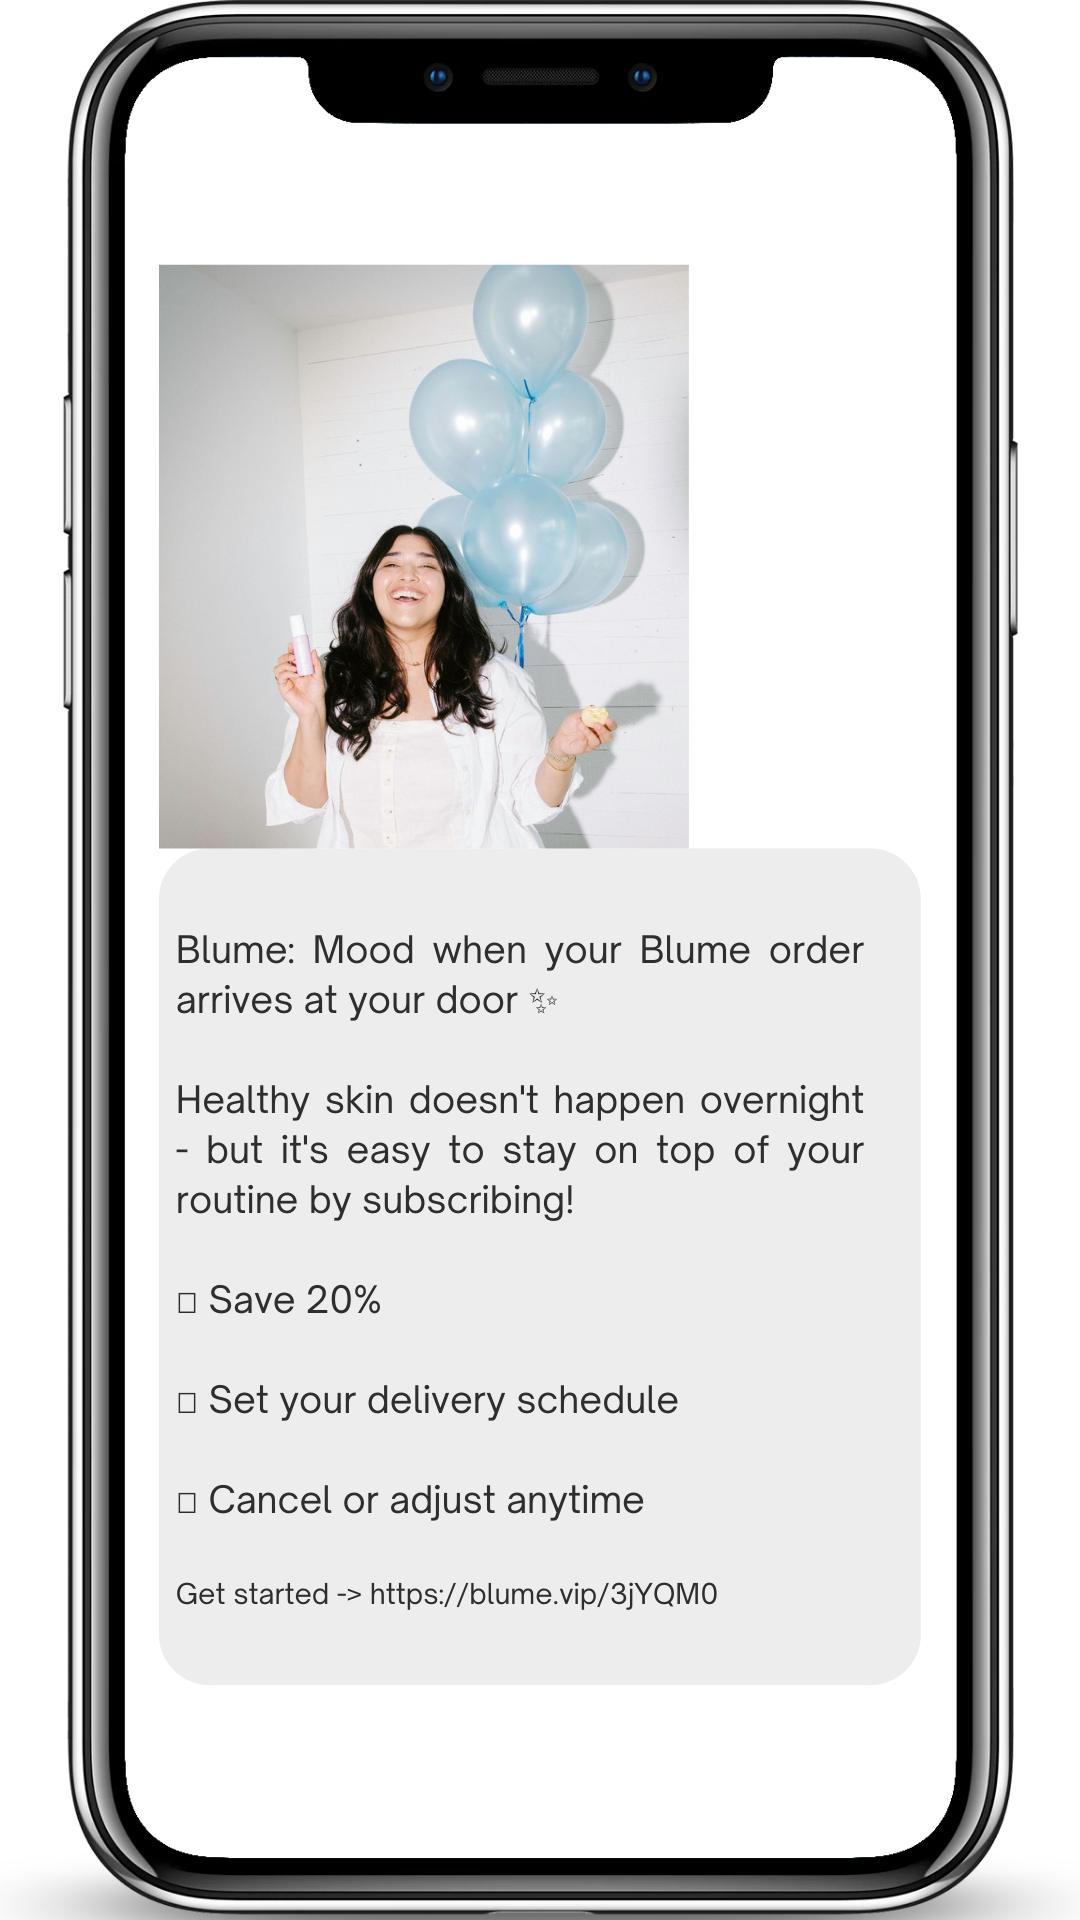 Blume: Mood when your Blume order
arrives at your door ✨
Healthy skin doesn't happen overnight
- but it's easy to stay on top of your
routine by subscribing!
□ Save 20%
□ Set your delivery schedule
□ Cancel or adjust anytime
Get started -> https://blume.vip/3jYQM0